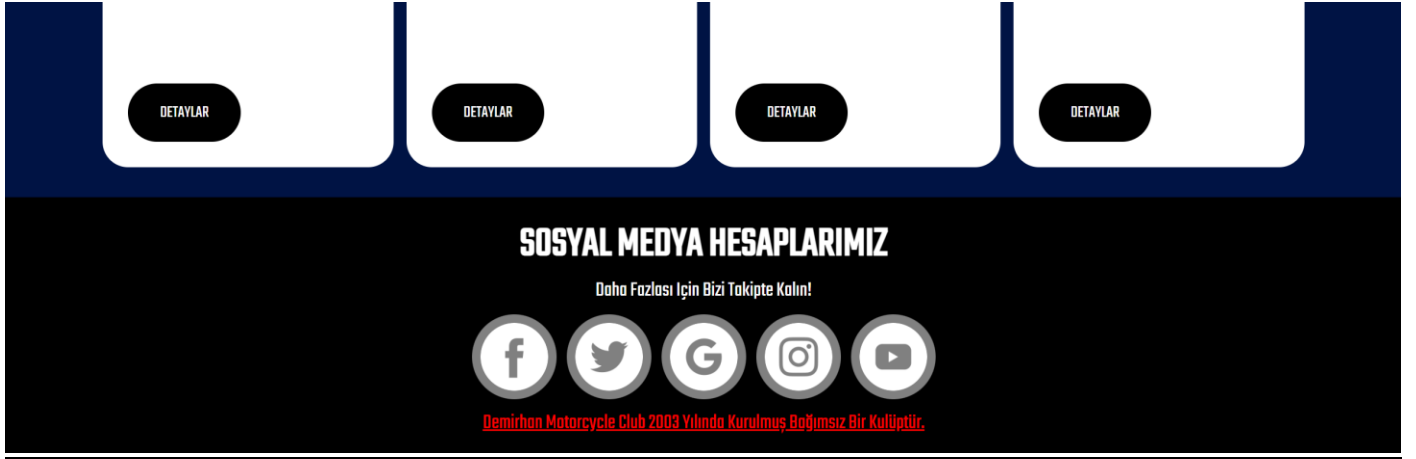 DETAYLAR DETAYLAR DETAYLAR DETAYLAR
SOSYAL MEDYA HESAPLARIMIZ
Daha Fazlası Için Bizi Takipte Kalın!
Demirhan Motorcycle Club 2003 Yılında Kurulmuş Bağımsız Bir Kulüptür.